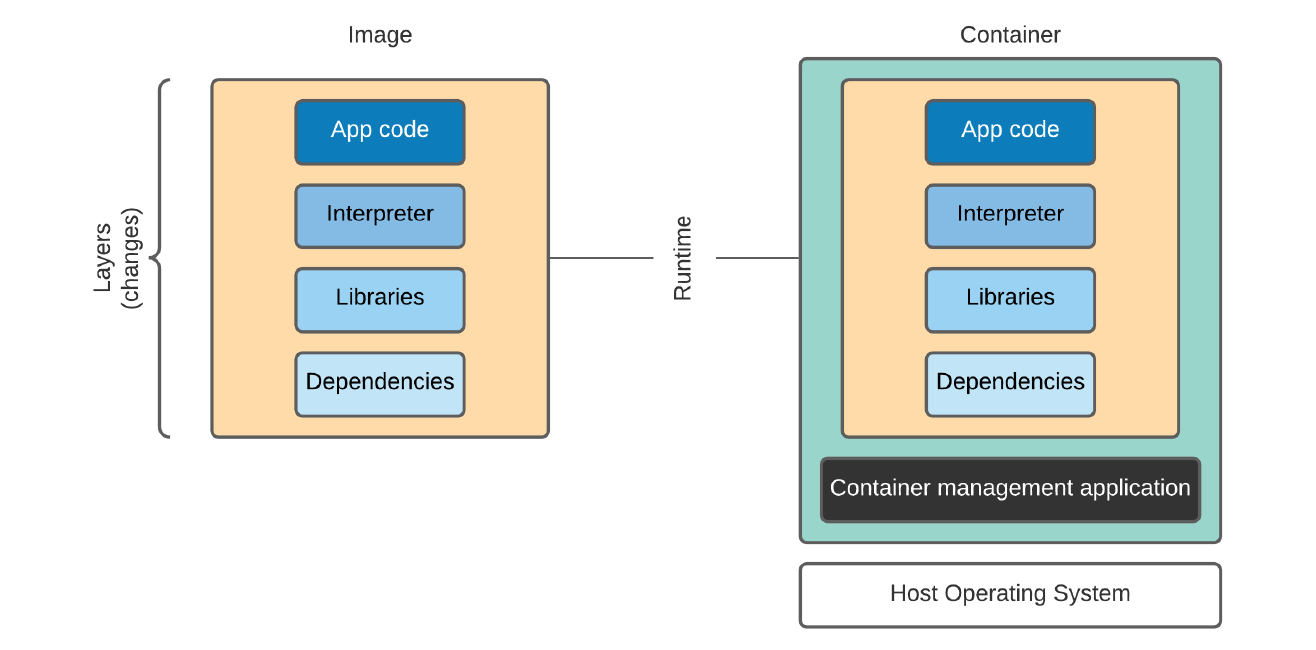 Image
App code
Interpreter
Libraries
Dependencies
Layers
(changes)
Runtime
Container
App code
Interpreter
Libraries
Dependencies
Container management application
Host Operating System